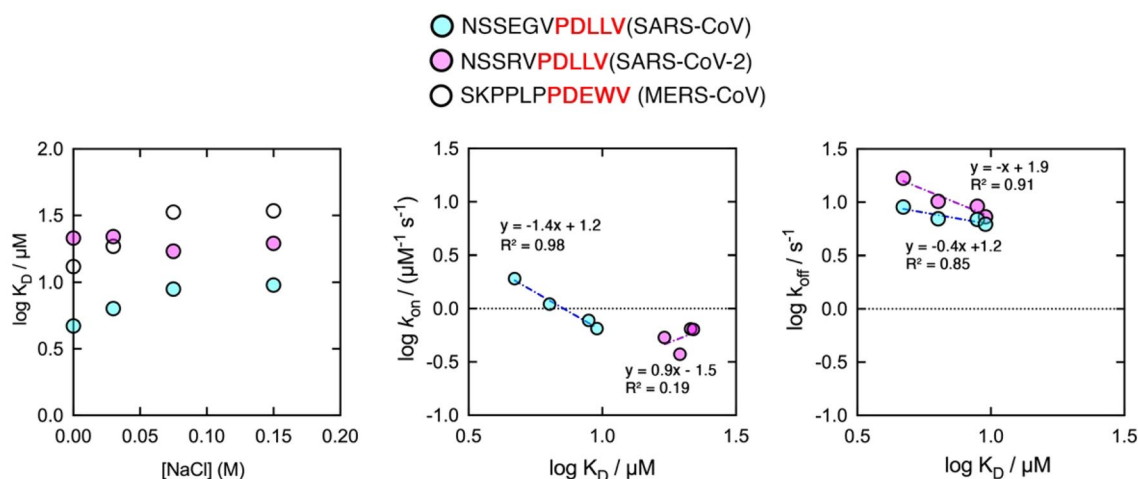 NSSEGVPDLLV(SARS-CoV)
NSSRVPDLLV(SARS-CoV-2)
SKPPLPPDEWV (MERS-CoV)
log K_D / µM
2.0
1.5
1.0
0.5
0.0
0.00 0.05 0.10 0.15 0.20
[NaCl] (M)
log k_on / (µM⁻¹ s⁻¹)
1.5
1.0
0.5
0.0
-0.5
-1.0
y = -1.4x + 1.2
R² = 0.98
y = 0.9x - 1.5
R² = 0.19
0.5 1.0 1.5
log K_D / µM
log k_off / s⁻¹
1.5
1.0
0.5
0.0
-0.5
-1.0
y = -x + 1.9
R² = 0.91
y = -0.4x +1.2
R² = 0.85
0.5 1.0 1.5
log K_D / µM